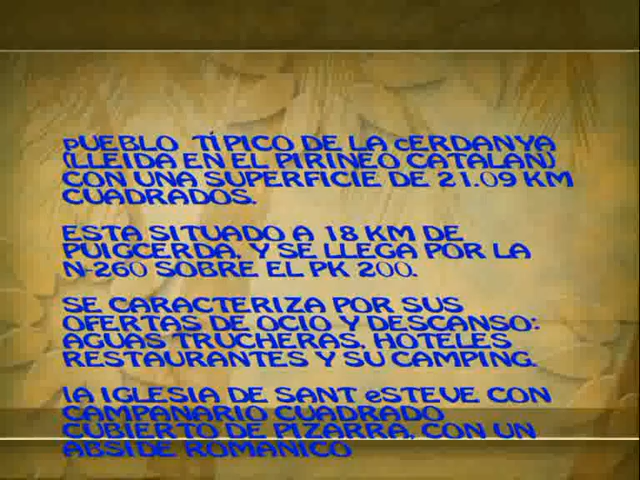 PUEBLO TÍPICO DE LA cERDANYA
(LLEIDA EN EL PIRINEO CATALAN)
CON UNA SUPERFICIE DE 21.09 KM
CUADRADOS.
ESTA SITUADO A 18 KM DE
PUIGCERDA, Y SE LLEGA POR LA
N-260 SOBRE EL PK 200.
SE CARACTERIZA POR SUS
OFERTAS DE OCIO Y DESCANSO:
AGUAS TRUCHERAS, HOTELES
RESTAURANTES Y SU CAMPING.
lA IGLESIA DE SANT eSTEVE CON
CAMPANARIO CUADRADO
CUBIERTO DE PIZARRA, CON UN
ABSIDE ROMANICO